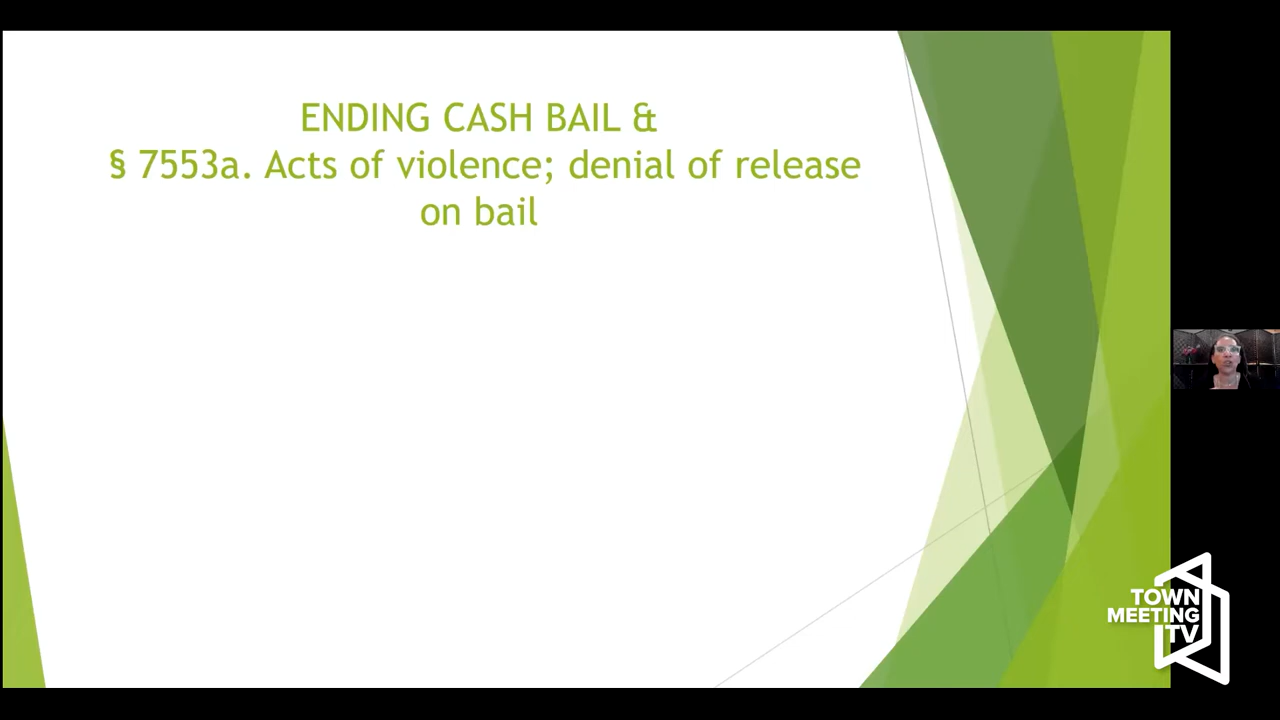 ENDING CASH BAIL &
§ 7553a. Acts of violence; denial of release
on bail
TOWN
MEETING
TV